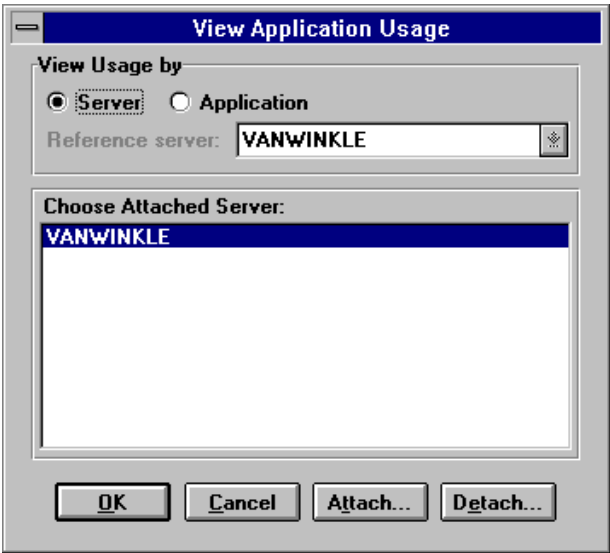 View Application Usage
View Usage by
Server Application
Reference server: VANWINKLE
Choose Attached Server:
VANWINKLE
OK Cancel Attach... Detach...